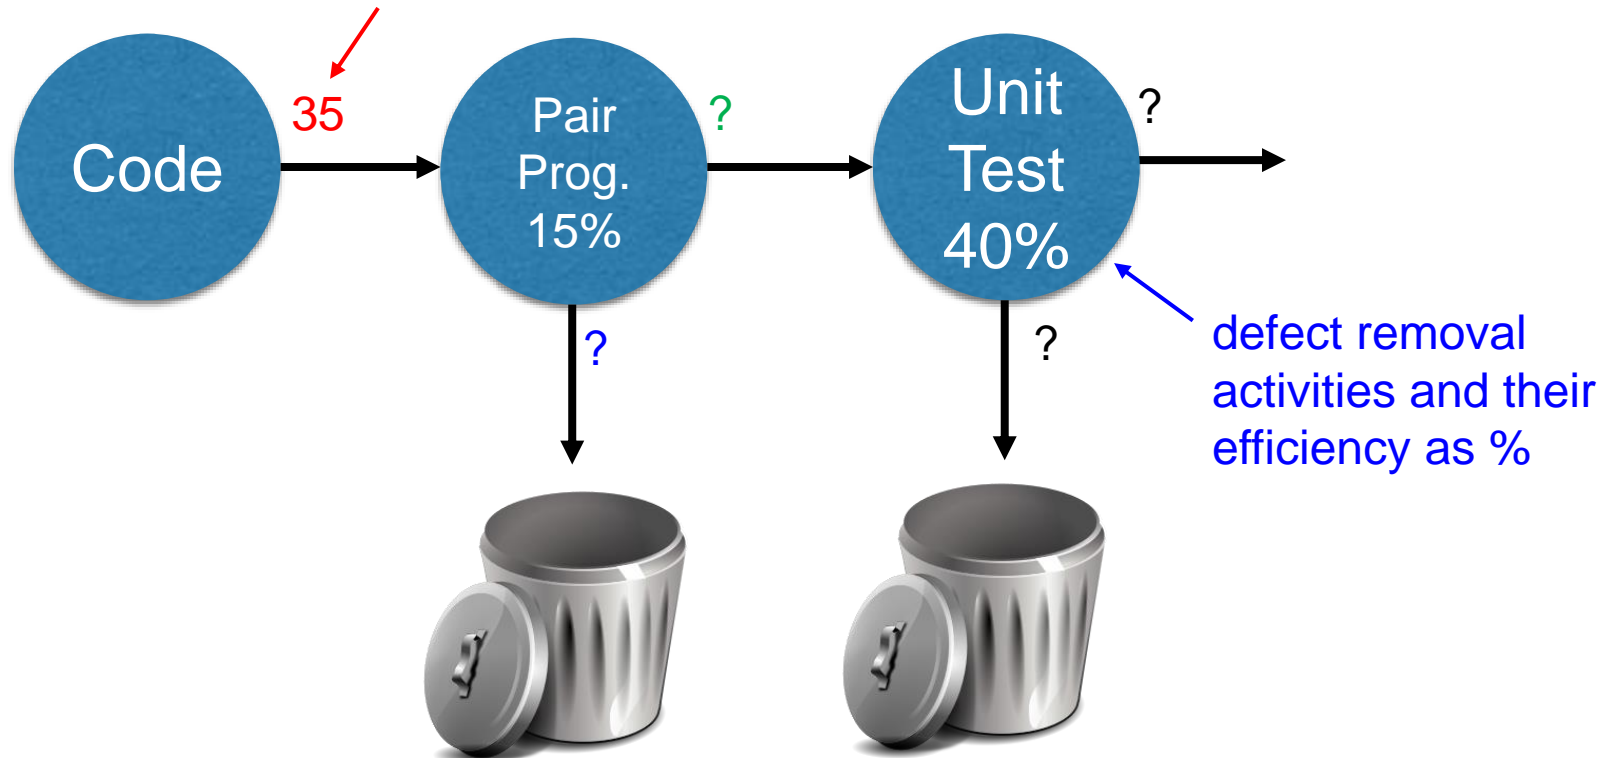 Code
35
Pair
Prog.
15%
?
Unit
Test
40%
?
?
?
defect removal
activities and their
efficiency as %